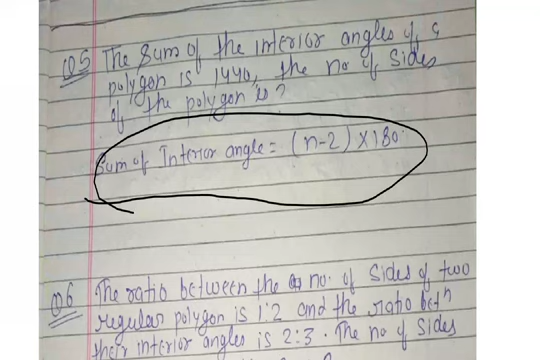 Q5 The Sum of the interior angles of a
polygon is 1440, the no of sides
of the polygon is?
Sum of Interior angle = (n-2) × 180°
Q6 The ratio between the no. of Sides of two
regular polygon is 1:2 and the ratio betn
their interior angles is 2:3. The no of sides